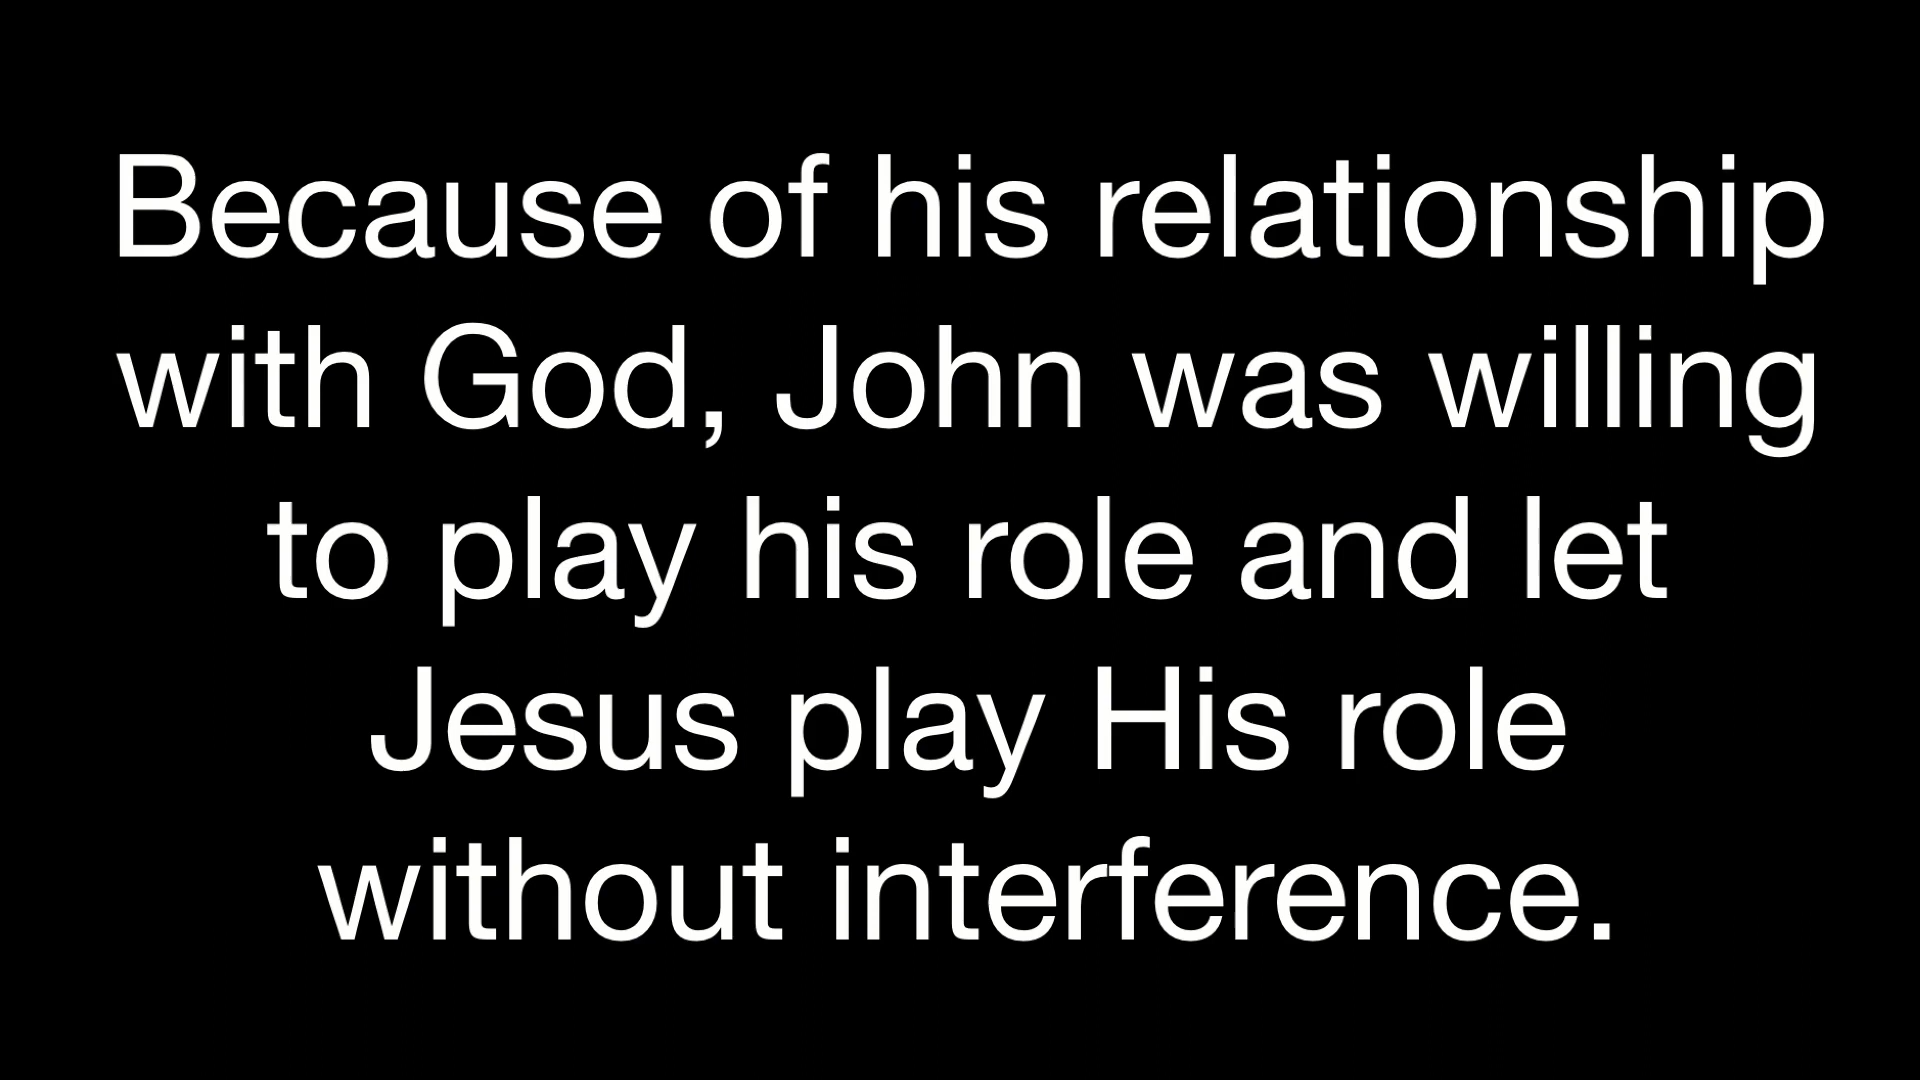 Because of his relationship
with God, John was willing
to play his role and let
Jesus play His role
without interference.